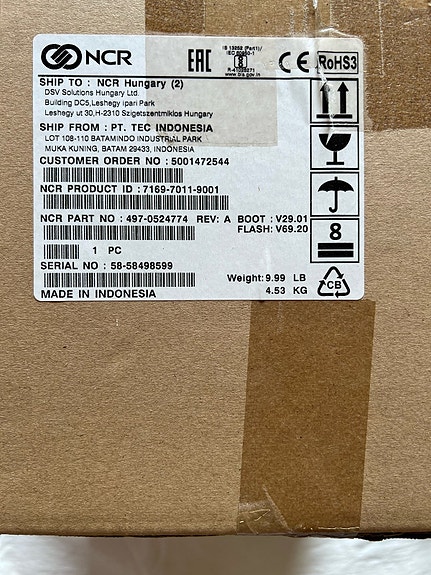 NCR
EAC
IS 13252 (Part1)/
IEC 60950-1
R-41036271
www.bis.gov.in
CE
RoHS3
SHIP TO : NCR Hungary (2)
DSV Solutions Hungary Ltd.
Building DC5, Leshegy ipari Park
Leshegy ut 30,H-2310 Szigetszentmiklos Hungary
SHIP FROM : PT. TEC INDONESIA
LOT 108-110 BATAMINDO INDUSTRIAL PARK
MUKA KUNING, BATAM 29433, INDONESIA
CUSTOMER ORDER NO : 5001472544
NCR PRODUCT ID : 7169-7011-9001
NCR PART NO : 497-0524774 REV: A BOOT : V29.01
FLASH: V69.20
8
1 PC
SERIAL NO : 58-58498599
Weight: 9.99 LB
4.53 KG
CB
MADE IN INDONESIA